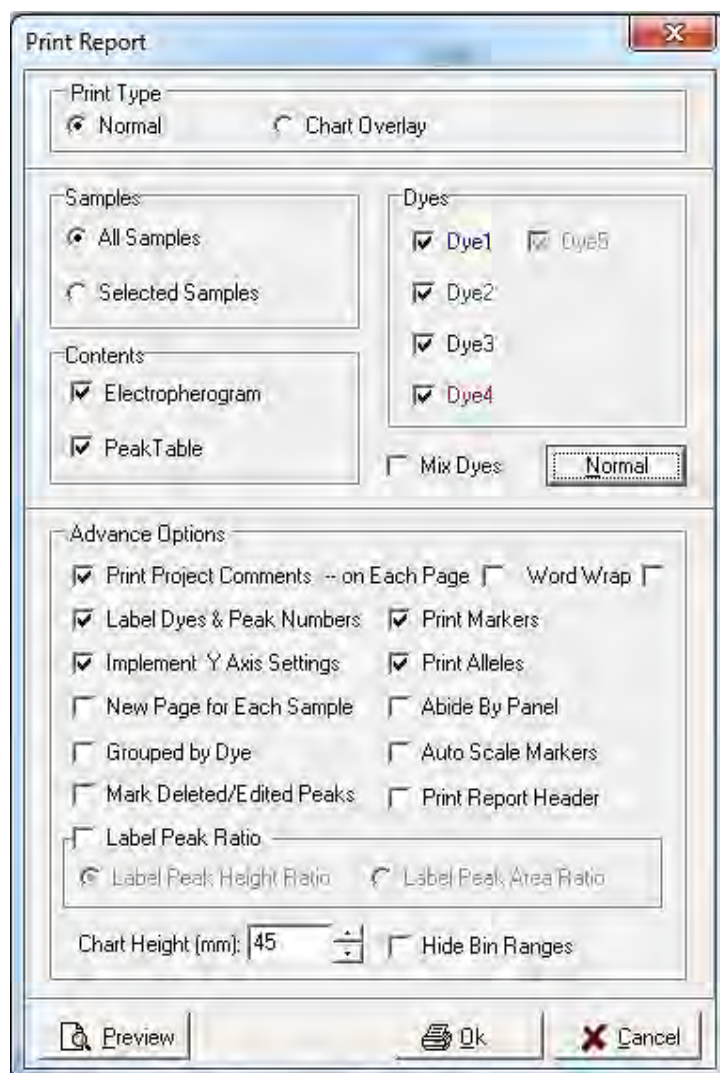 Print Report
Print Type
Normal Chart Overlay
Samples
All Samples
Selected Samples
Dyes
Dye1 Dye5
Dye2
Dye3
Dye4
Contents
Electropherogram
PeakTable
Mix Dyes Normal
Advance Options
Print Project Comments -- on Each Page Word Wrap
Label Dyes & Peak Numbers Print Markers
Implement Y Axis Settings Print Alleles
New Page for Each Sample Abide By Panel
Grouped by Dye Auto Scale Markers
Mark Deleted/Edited Peaks Print Report Header
Label Peak Ratio
Label Peak Height Ratio Label Peak Area Ratio
Chart Height (mm): 45 Hide Bin Ranges
Preview Ok Cancel